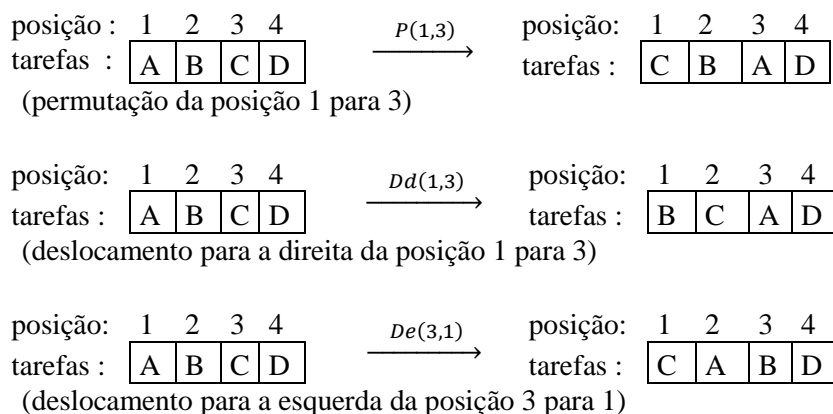 posição : 1 2 3 4 P(1,3) posição: 1 2 3 4
tarefas : A B C D tarefas : C B A D
(permutação da posição 1 para 3)
posição: 1 2 3 4 Dd(1,3) posição: 1 2 3 4
tarefas : A B C D tarefas : B C A D
(deslocamento para a direita da posição 1 para 3)
posição: 1 2 3 4 De(3,1) posição: 1 2 3 4
tarefas : A B C D tarefas : C A B D
(deslocamento para a esquerda da posição 3 para 1)